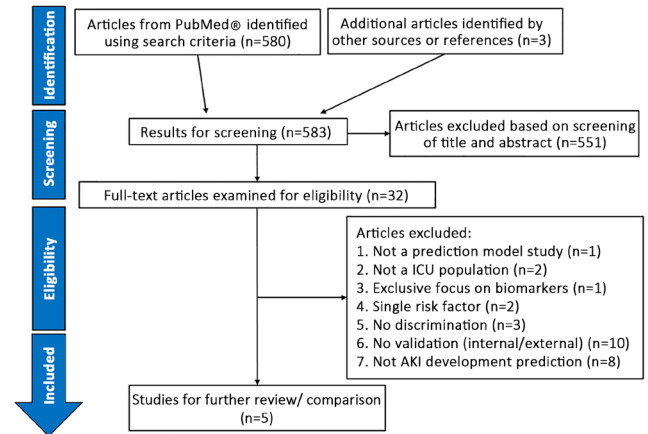 Identification
Articles from PubMed® identified
using search criteria (n=580)
Additional articles identified by
other sources or references (n=3)
Screening
Results for screening (n=583)
Articles excluded based on screening
of title and abstract (n=551)
Full-text articles examined for eligibility (n=32)
Eligibility
Articles excluded:
1. Not a prediction model study (n=1)
2. Not a ICU population (n=2)
3. Exclusive focus on biomarkers (n=1)
4. Single risk factor (n=2)
5. No discrimination (n=3)
6. No validation (internal/external) (n=10)
7. Not AKI development prediction (n=8)
Included
Studies for further review/ comparison
(n=5)